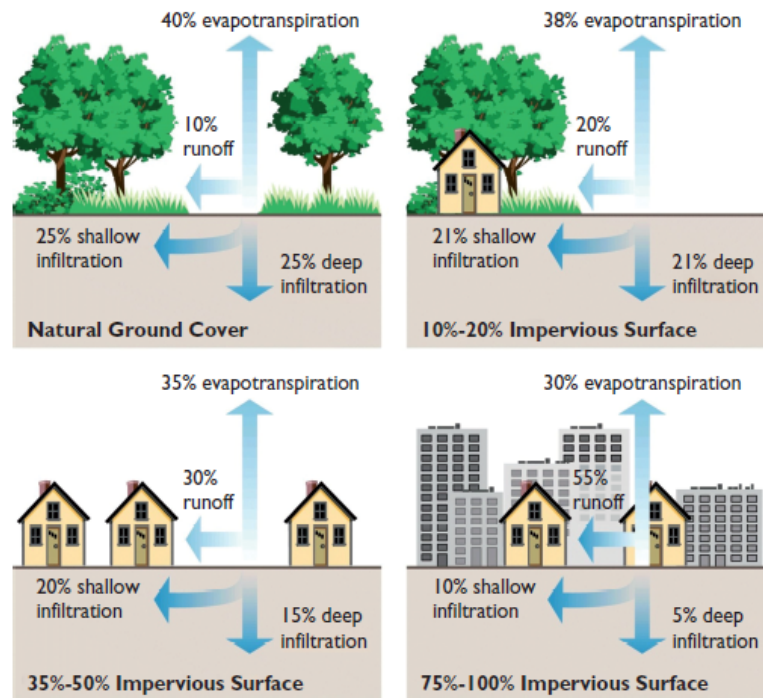 40% evapotranspiration
10%
runoff
25% shallow
infiltration
25% deep
infiltration
Natural Ground Cover
38% evapotranspiration
20%
runoff
21% shallow
infiltration
21% deep
infiltration
10%-20% Impervious Surface
35% evapotranspiration
30%
runoff
20% shallow
infiltration
15% deep
infiltration
35%-50% Impervious Surface
30% evapotranspiration
55%
runoff
10% shallow
infiltration
5% deep
infiltration
75%-100% Impervious Surface